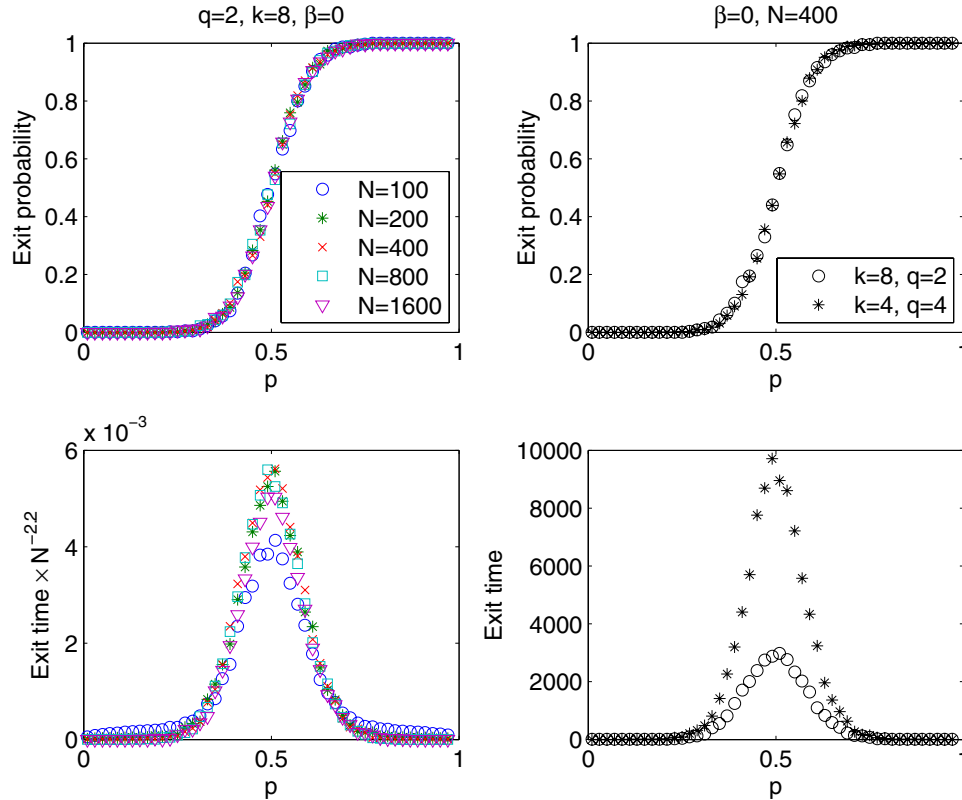 q=2, k=8, β=0
Exit probability
1
0.8
0.6
0.4
0.2
0
0
0.5
1
p
N=100
N=200
N=400
N=800
N=1600
β=0, N=400
Exit probability
1
0.8
0.6
0.4
0.2
0
0
0.5
1
p
k=8, q=2
k=4, q=4
x 10⁻³
Exit time × N⁻²·²
6
4
2
0
0
0.5
1
p
Exit time
10000
8000
6000
4000
2000
0
0
0.5
1
p